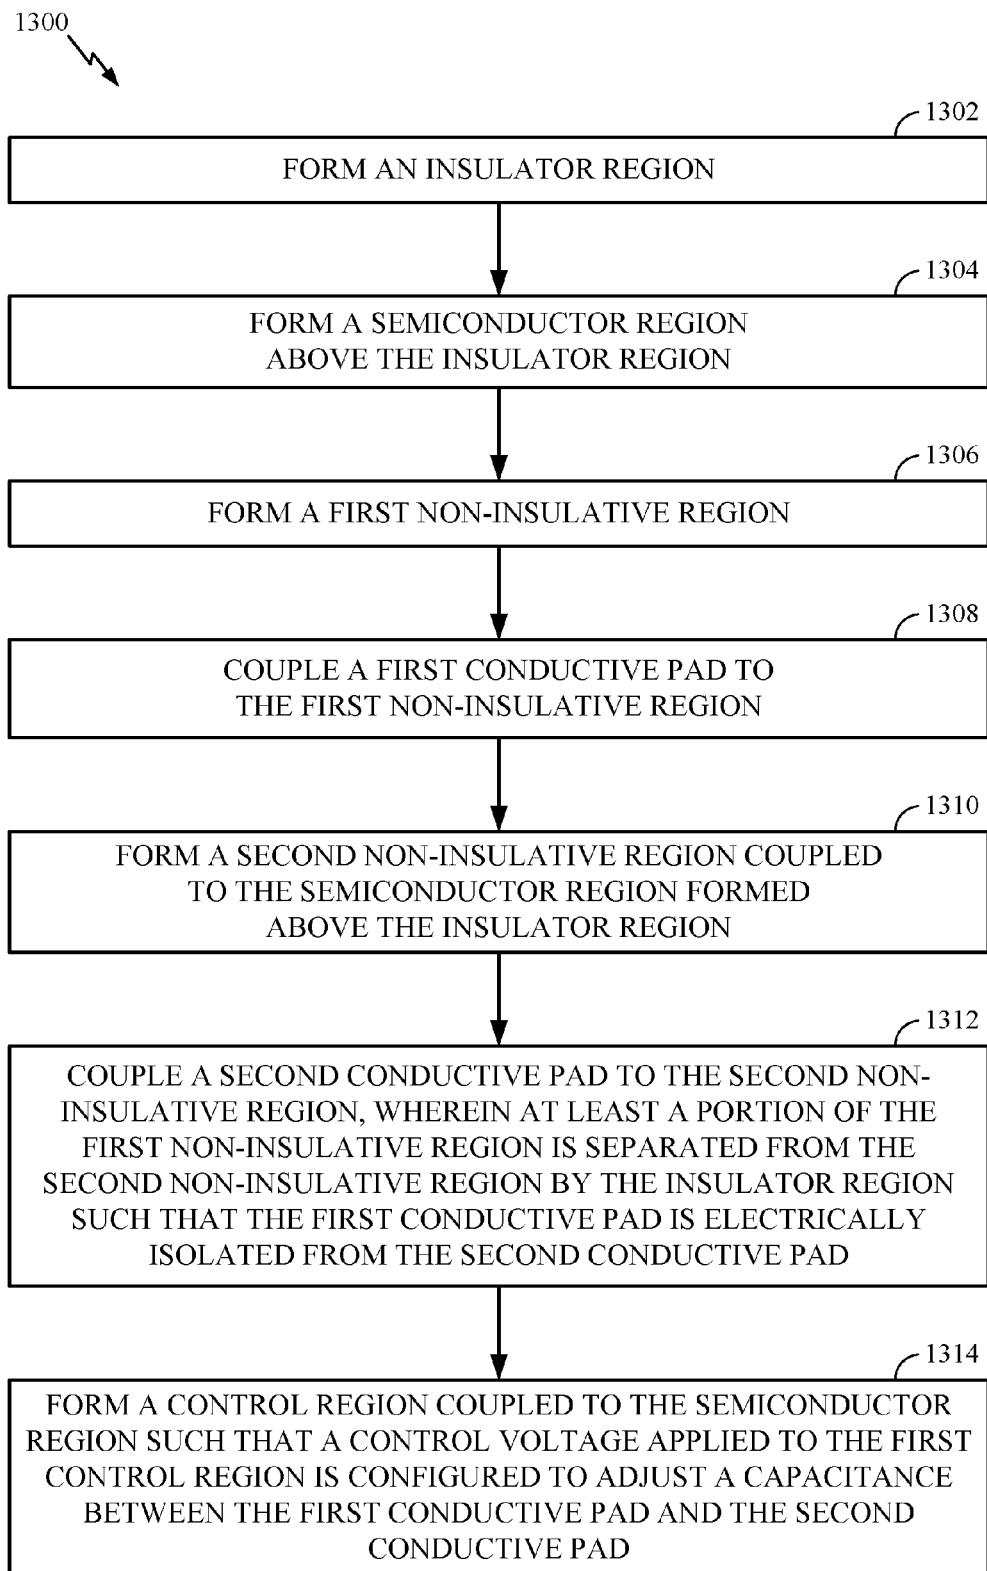 1300
1302
FORM AN INSULATOR REGION
1304
FORM A SEMICONDUCTOR REGION
ABOVE THE INSULATOR REGION
1306
FORM A FIRST NON-INSULATIVE REGION
1308
COUPLE A FIRST CONDUCTIVE PAD TO
THE FIRST NON-INSULATIVE REGION
1310
FORM A SECOND NON-INSULATIVE REGION COUPLED
TO THE SEMICONDUCTOR REGION FORMED
ABOVE THE INSULATOR REGION
1312
COUPLE A SECOND CONDUCTIVE PAD TO THE SECOND NON-
INSULATIVE REGION, WHEREIN AT LEAST A PORTION OF THE
FIRST NON-INSULATIVE REGION IS SEPARATED FROM THE
SECOND NON-INSULATIVE REGION BY THE INSULATOR REGION
SUCH THAT THE FIRST CONDUCTIVE PAD IS ELECTRICALLY
ISOLATED FROM THE SECOND CONDUCTIVE PAD
1314
FORM A CONTROL REGION COUPLED TO THE SEMICONDUCTOR
REGION SUCH THAT A CONTROL VOLTAGE APPLIED TO THE FIRST
CONTROL REGION IS CONFIGURED TO ADJUST A CAPACITANCE
BETWEEN THE FIRST CONDUCTIVE PAD AND THE SECOND
CONDUCTIVE PAD